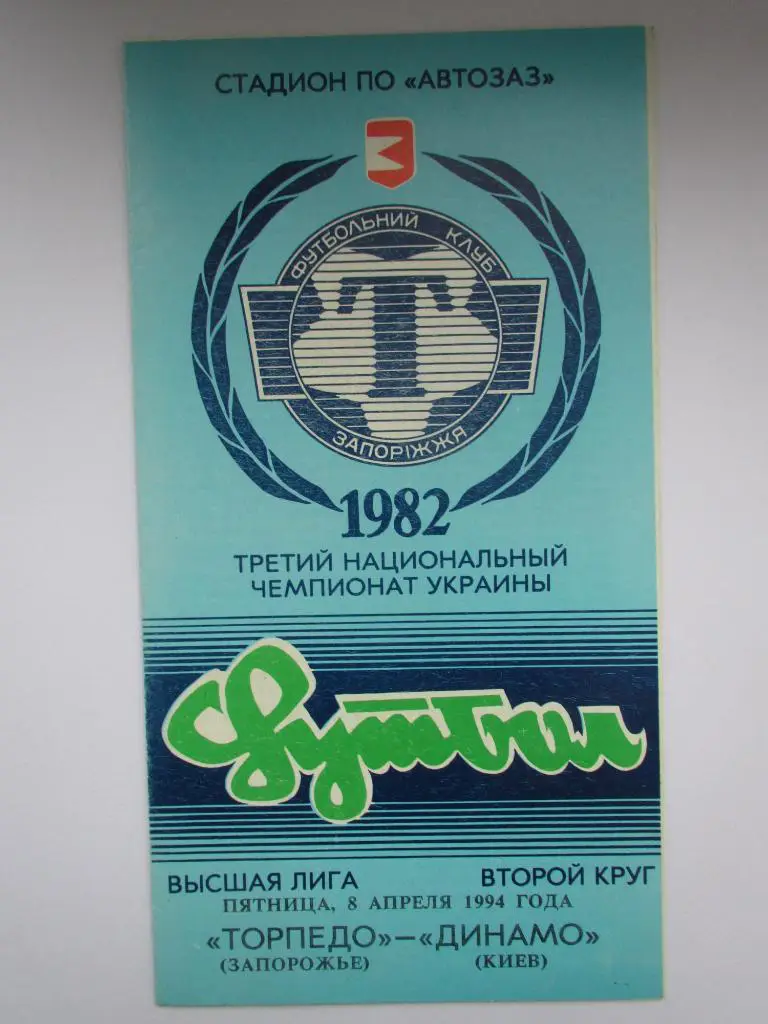 СТАДИОН ПО «АВТОЗАЗ»
ФУТБОЛЬНИЙ КЛУБ
Т
ЗАПОРІЖЖЯ
1982
ТРЕТИЙ НАЦИОНАЛЬНЫЙ
ЧЕМПИОНАТ УКРАИНЫ
Футбол
ВЫСШАЯ ЛИГА ВТОРОЙ КРУГ
ПЯТНИЦА, 8 АПРЕЛЯ 1994 ГОДА
«ТОРПЕДО»—«ДИНАМО»
(ЗАПОРОЖЬЕ) (КИЕВ)